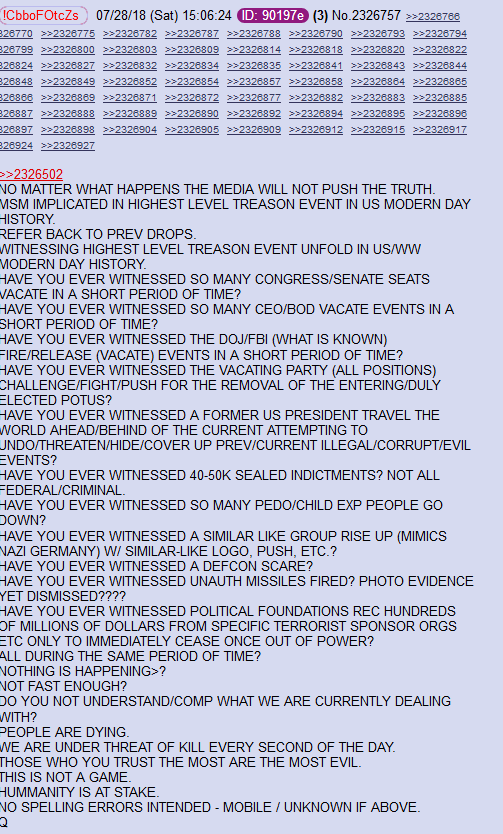 !CbboFOtcZs 07/28/18 (Sat) 15:06:24 ID: 90197e (3) No.2326757 >>2326766
326770 >>2326775 >>2326782 >>2326787 >>2326788 >>2326790 >>2326793 >>2326794
326799 >>2326800 >>2326803 >>2326809 >>2326814 >>2326818 >>2326820 >>2326822
326824 >>2326827 >>2326832 >>2326834 >>2326835 >>2326841 >>2326843 >>2326844
326848 >>2326849 >>2326852 >>2326854 >>2326857 >>2326858 >>2326864 >>2326865
326866 >>2326869 >>2326871 >>2326872 >>2326877 >>2326882 >>2326883 >>2326885
326887 >>2326888 >>2326889 >>2326890 >>2326892 >>2326894 >>2326895 >>2326896
326897 >>2326898 >>2326904 >>2326905 >>2326909 >>2326912 >>2326915 >>2326917
326924 >>2326927
>>2326502
NO MATTER WHAT HAPPENS THE MEDIA WILL NOT PUSH THE TRUTH.
MSM IMPLICATED IN HIGHEST LEVEL TREASON EVENT IN US MODERN DAY
HISTORY.
REFER BACK TO PREV DROPS.
WITNESSING HIGHEST LEVEL TREASON EVENT UNFOLD IN US/WW
MODERN DAY HISTORY.
HAVE YOU EVER WITNESSED SO MANY CONGRESS/SENATE SEATS
VACATE IN A SHORT PERIOD OF TIME?
HAVE YOU EVER WITNESSED SO MANY CEO/BOD VACATE EVENTS IN A
SHORT PERIOD OF TIME?
HAVE YOU EVER WITNESSED THE DOJ/FBI (WHAT IS KNOWN)
FIRE/RELEASE (VACATE) EVENTS IN A SHORT PERIOD OF TIME?
HAVE YOU EVER WITNESSED THE VACATING PARTY (ALL POSITIONS)
CHALLENGE/FIGHT/PUSH FOR THE REMOVAL OF THE ENTERING/DULY
ELECTED POTUS?
HAVE YOU EVER WITNESSED A FORMER US PRESIDENT TRAVEL THE
WORLD AHEAD/BEHIND OF THE CURRENT ATTEMPTING TO
UNDO/THREATEN/HIDE/COVER UP PREV/CURRENT ILLEGAL/CORRUPT/EVIL
EVENTS?
HAVE YOU EVER WITNESSED 40-50K SEALED INDICTMENTS? NOT ALL
FEDERAL/CRIMINAL.
HAVE YOU EVER WITNESSED SO MANY PEDO/CHILD EXP PEOPLE GO
DOWN?
HAVE YOU EVER WITNESSED A SIMILAR LIKE GROUP RISE UP (MIMICS
NAZI GERMANY) W/ SIMILAR-LIKE LOGO, PUSH, ETC.?
HAVE YOU EVER WITNESSED A DEFCON SCARE?
HAVE YOU EVER WITNESSED UNAUTH MISSILES FIRED? PHOTO EVIDENCE
YET DISMISSED????
HAVE YOU EVER WITNESSED POLITICAL FOUNDATIONS REC HUNDREDS
OF MILLIONS OF DOLLARS FROM SPECIFIC TERRORIST SPONSOR ORGS
ETC ONLY TO IMMEDIATELY CEASE ONCE OUT OF POWER?
ALL DURING THE SAME PERIOD OF TIME?
NOTHING IS HAPPENING>?
NOT FAST ENOUGH?
DO YOU NOT UNDERSTAND/COMP WHAT WE ARE CURRENTLY DEALING
WITH?
PEOPLE ARE DYING.
WE ARE UNDER THREAT OF KILL EVERY SECOND OF THE DAY.
THOSE WHO YOU TRUST THE MOST ARE THE MOST EVIL.
THIS IS NOT A GAME.
HUMMANITY IS AT STAKE.
NO SPELLING ERRORS INTENDED - MOBILE / UNKNOWN IF ABOVE.
Q